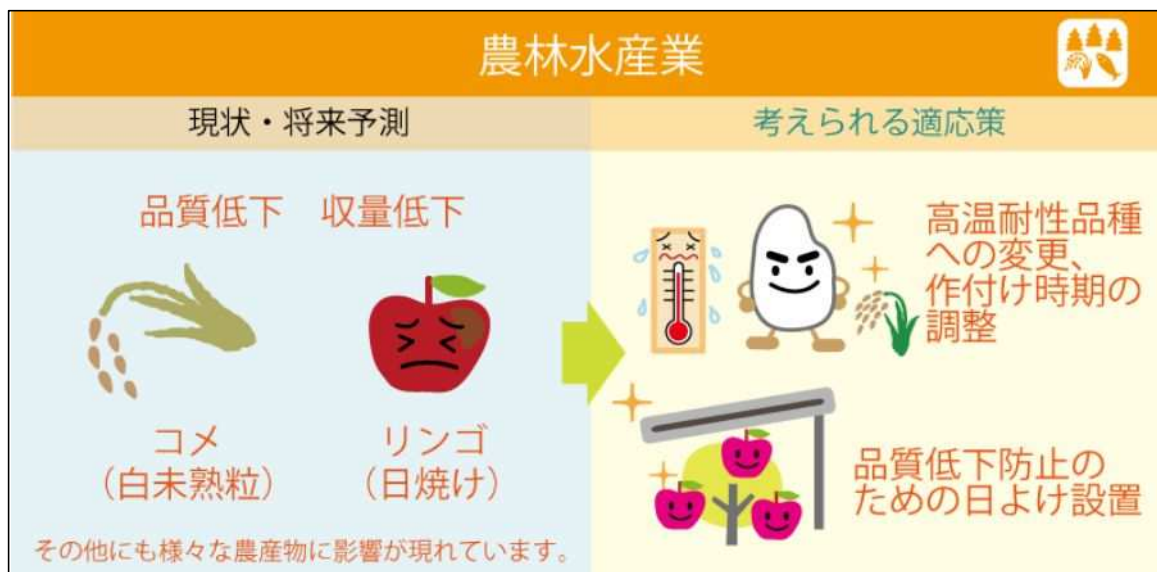 農林水産業
現状・将来予測
品質低下　収量低下
コメ
（白未熟粒）
リンゴ
（日焼け）
その他にも様々な農産物に影響が現れています。
考えられる適応策
高温耐性品種
への変更、
作付け時期の
調整
品質低下防止の
ための日よけ設置